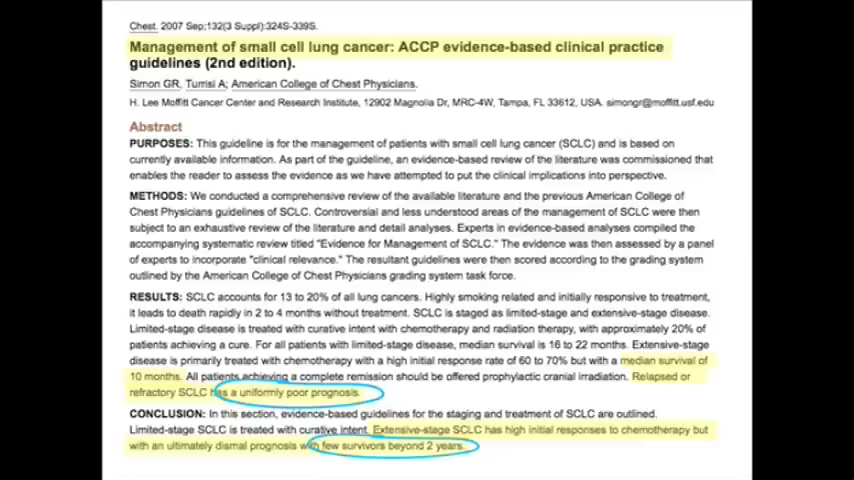 Chest. 2007 Sep;132(3 Suppl):324S-339S.
Management of small cell lung cancer: ACCP evidence-based clinical practice
guidelines (2nd edition).
Simon GR, Turrisi A; American College of Chest Physicians.
H. Lee Moffitt Cancer Center and Research Institute, 12902 Magnolia Dr, MRC-4W, Tampa, FL 33612, USA. simongr@moffitt.usf.edu
Abstract
PURPOSES: This guideline is for the management of patients with small cell lung cancer (SCLC) and is based on
currently available information. As part of the guideline, an evidence-based review of the literature was commissioned that
enables the reader to assess the evidence as we have attempted to put the clinical implications into perspective.
METHODS: We conducted a comprehensive review of the available literature and the previous American College of
Chest Physicians guidelines of SCLC. Controversial and less understood areas of the management of SCLC were then
subject to an exhaustive review of the literature and detail analyses. Experts in evidence-based analyses compiled the
accompanying systematic review titled "Evidence for Management of SCLC." The evidence was then assessed by a panel
of experts to incorporate "clinical relevance." The resultant guidelines were then scored according to the grading system
outlined by the American College of Chest Physicians grading system task force.
RESULTS: SCLC accounts for 13 to 20% of all lung cancers. Highly smoking related and initially responsive to treatment,
it leads to death rapidly in 2 to 4 months without treatment. SCLC is staged as limited-stage and extensive-stage disease.
Limited-stage disease is treated with curative intent with chemotherapy and radiation therapy, with approximately 20% of
patients achieving a cure. For all patients with limited-stage disease, median survival is 16 to 22 months. Extensive-stage
disease is primarily treated with chemotherapy with a high initial response rate of 60 to 70% but with a median survival of
10 months. All patients achieving a complete remission should be offered prophylactic cranial irradiation. Relapsed or
refractory SCLC has a uniformly poor prognosis.
CONCLUSION: In this section, evidence-based guidelines for the staging and treatment of SCLC are outlined.
Limited-stage SCLC is treated with curative intent. Extensive-stage SCLC has high initial responses to chemotherapy but
with an ultimately dismal prognosis with few survivors beyond 2 years.